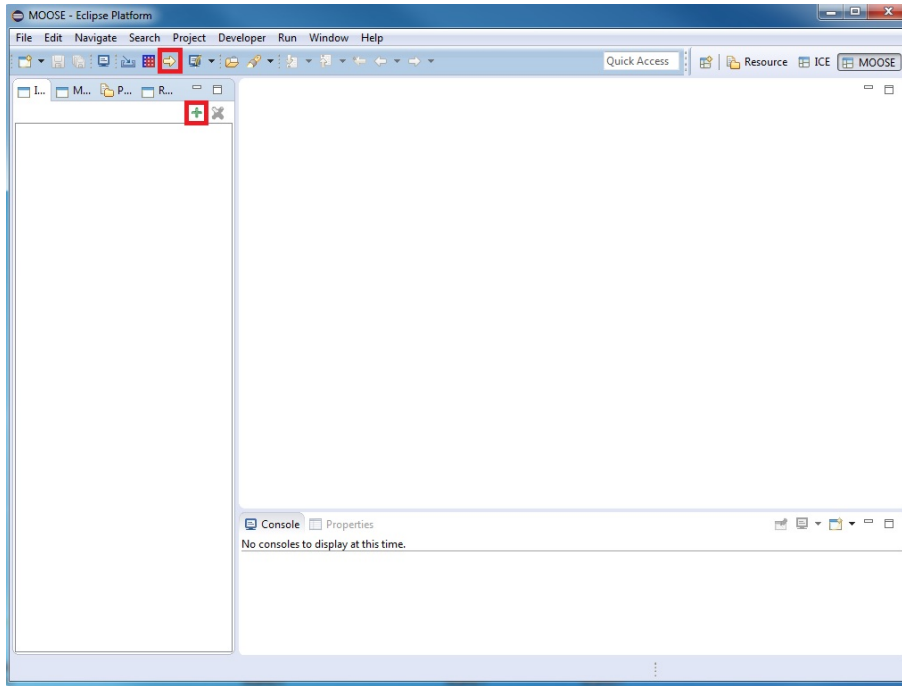 MOOSE - Eclipse Platform
File Edit Navigate Search Project Developer Run Window Help
Quick Access Resource ICE MOOSE
I... M... P... R...
Console Properties
No consoles to display at this time.